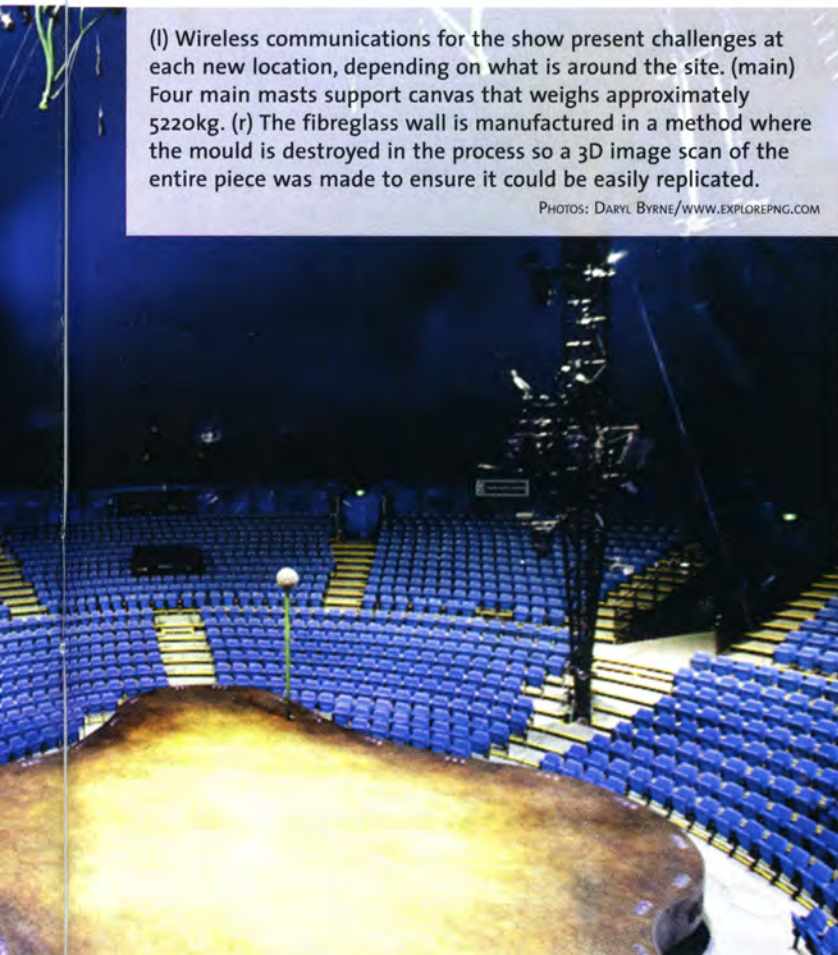 (l) Wireless communications for the show present challenges at
each new location, depending on what is around the site. (main)
Four main masts support canvas that weighs approximately
5220kg. (r) The fibreglass wall is manufactured in a method where
the mould is destroyed in the process so a 3D image scan of the
entire piece was made to ensure it could be easily replicated.
PHOTOS: DARYL BYRNE/WWW.EXPLOREPNG.COM